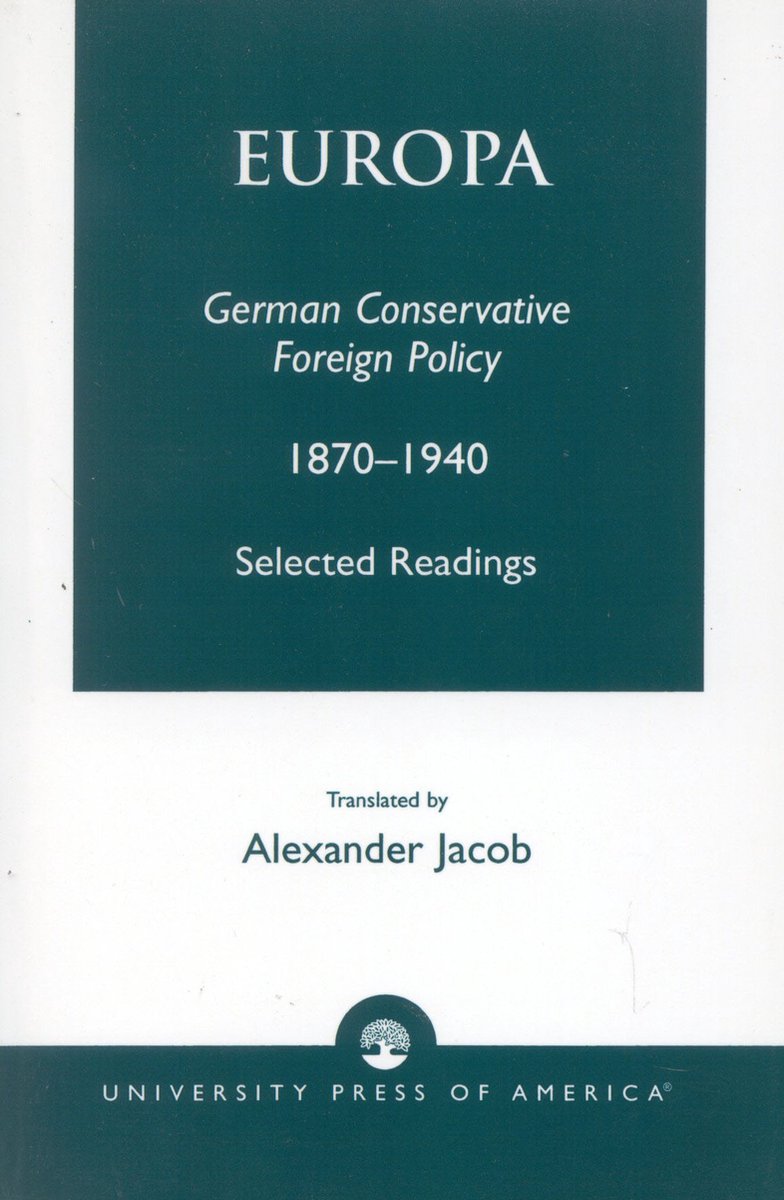 EUROPA
German Conservative
Foreign Policy
1870–1940
Selected Readings
Translated by
Alexander Jacob
UNIVERSITY PRESS OF AMERICA®